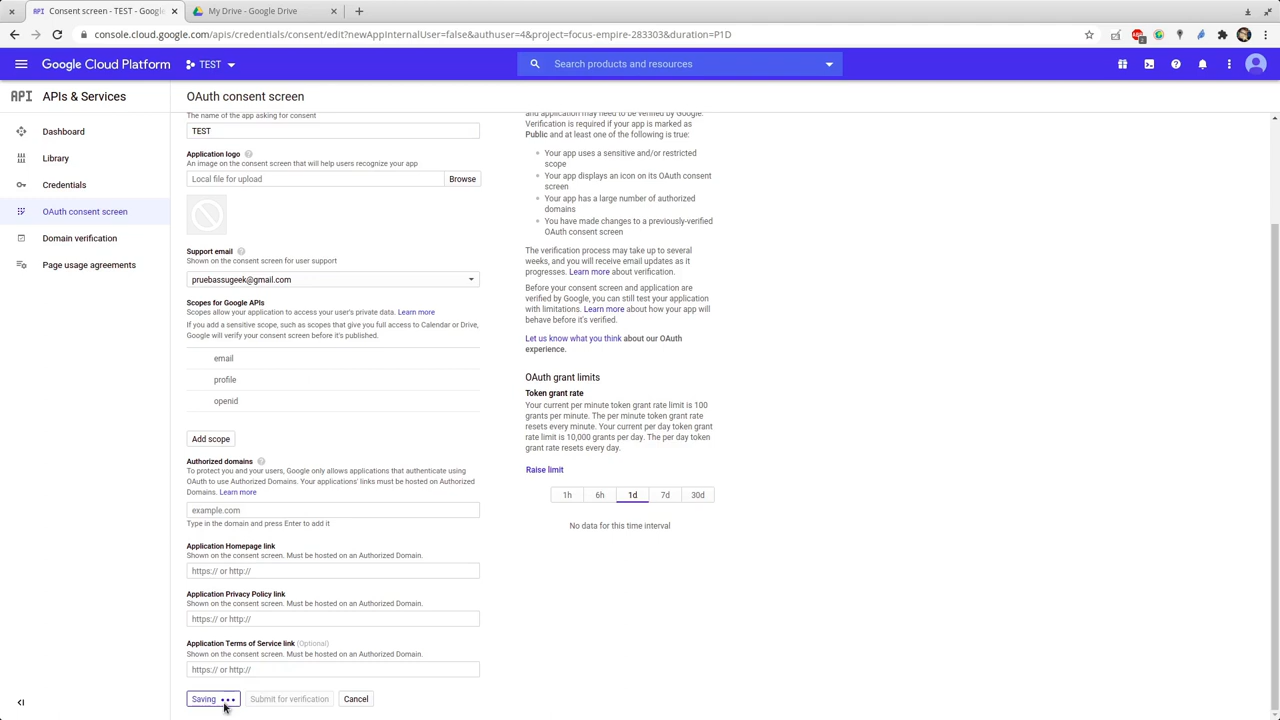 Consent screen - TEST - Google
My Drive - Google Drive
console.cloud.google.com/apis/credentials/consent/edit?newAppInternalUser=false&authuser=4&project=focus-empire-283303&duration=P1D
Google Cloud Platform
TEST
Search products and resources
API
APIs & Services
OAuth consent screen
Dashboard
Library
Credentials
OAuth consent screen
Domain verification
Page usage agreements
The name of the app asking for consent
TEST
Application logo
An image on the consent screen that will help users recognize your app
Local file for upload
Browse
Support email
Shown on the consent screen for user support
pruebassugeek@gmail.com
Scopes for Google APIs
Scopes allow your application to access your user's private data. Learn more
If you add a sensitive scope, such as scopes that give you full access to Calendar or Drive,
Google will verify your consent screen before it's published.
email
profile
openid
Add scope
Authorized domains
To protect you and your users, Google only allows applications that authenticate using
OAuth to use Authorized Domains. Your applications' links must be hosted on Authorized
Domains. Learn more
example.com
Type in the domain and press Enter to add it
Application Homepage link
Shown on the consent screen. Must be hosted on an Authorized Domain.
https:// or http://
Application Privacy Policy link
Shown on the consent screen. Must be hosted on an Authorized Domain.
https:// or http://
Application Terms of Service link (Optional)
Shown on the consent screen. Must be hosted on an Authorized Domain.
https:// or http://
Saving
Submit for verification
Cancel
and application may need to be verified by Google.
Verification is required if your app is marked as
Public and at least one of the following is true:
Your app uses a sensitive and/or restricted
scope
Your app displays an icon on its OAuth consent
screen
Your app has a large number of authorized
domains
You have made changes to a previously-verified
OAuth consent screen
The verification process may take up to several
weeks, and you will receive email updates as it
progresses. Learn more about verification.
Before your consent screen and application are
verified by Google, you can still test your application
with limitations. Learn more about how your app will
behave before it's verified.
Let us know what you think about our OAuth
experience.
OAuth grant limits
Token grant rate
Your current per minute token grant rate limit is 100
grants per minute. The per minute token grant rate
resets every minute. Your current per day token grant
rate limit is 10,000 grants per day. The per day token
grant rate resets every day.
Raise limit
1h
6h
1d
7d
30d
No data for this time interval